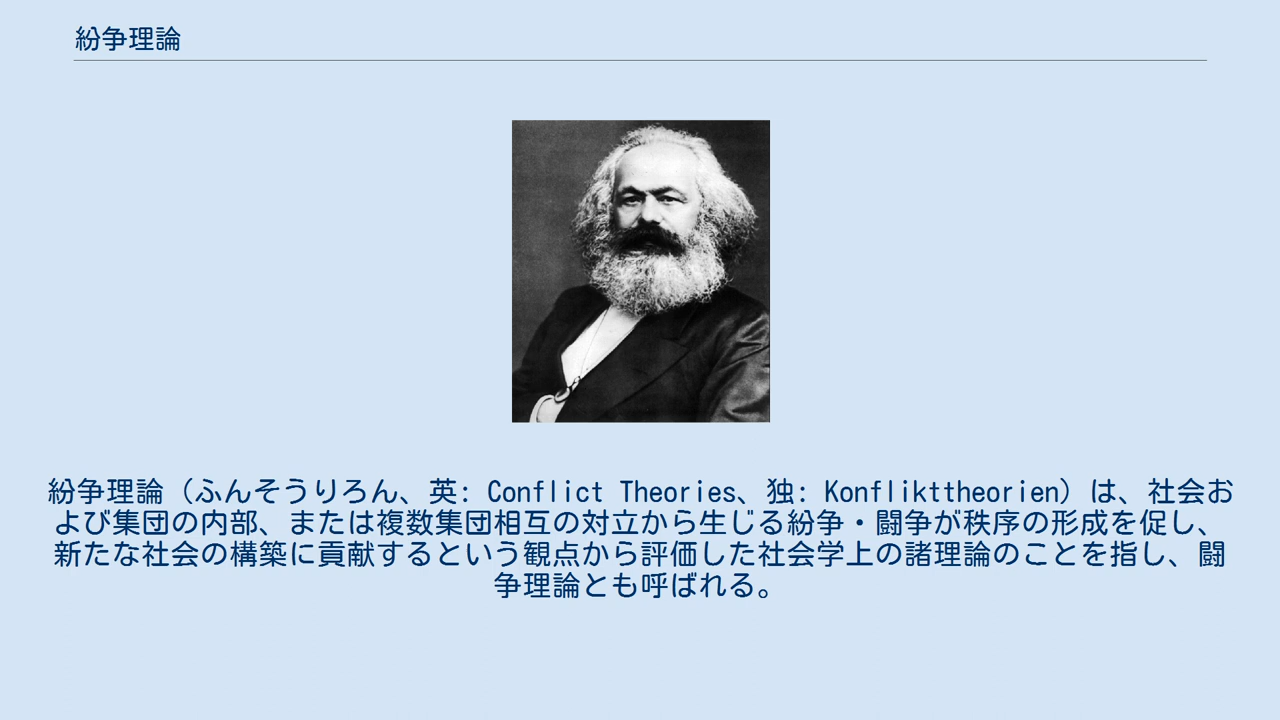 紛争理論
紛争理論（ふんそうりろん、英: Conflict Theories、独: Konflikttheorien）は、社会お
よび集団の内部、または複数集団相互の対立から生じる紛争・闘争が秩序の形成を促し、
新たな社会の構築に貢献するという観点から評価した社会学上の諸理論のことを指し、闘
争理論とも呼ばれる。